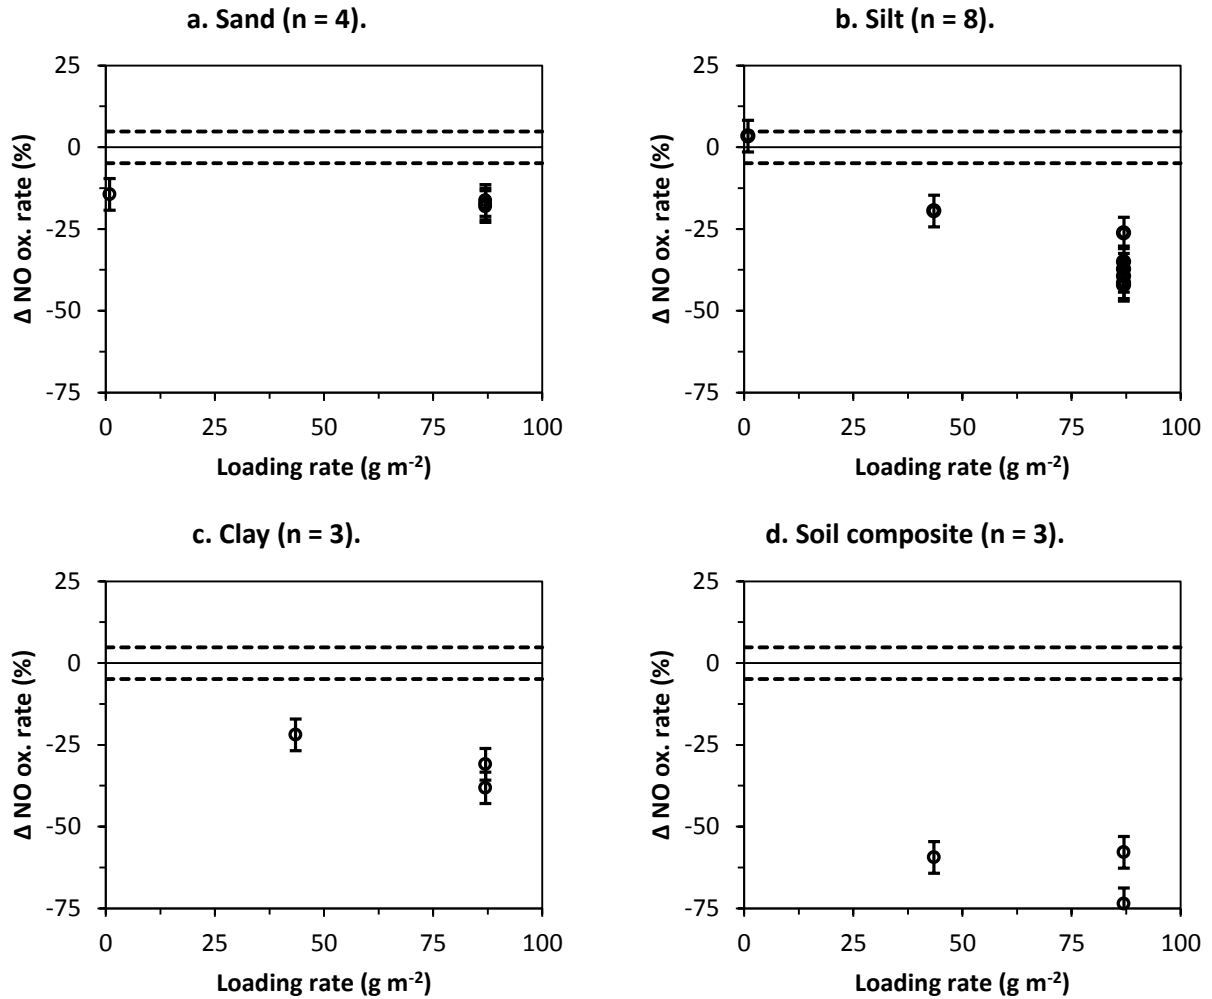 a. Sand (n = 4).
25
0
-25
-50
-75
Δ NO ox. rate (%)
0 25 50 75 100
Loading rate (g m⁻²)
b. Silt (n = 8).
25
0
-25
-50
-75
Δ NO ox. rate (%)
0 25 50 75 100
Loading rate (g m⁻²)
c. Clay (n = 3).
25
0
-25
-50
-75
Δ NO ox. rate (%)
0 25 50 75 100
Loading rate (g m⁻²)
d. Soil composite (n = 3).
25
0
-25
-50
-75
Δ NO ox. rate (%)
0 25 50 75 100
Loading rate (g m⁻²)